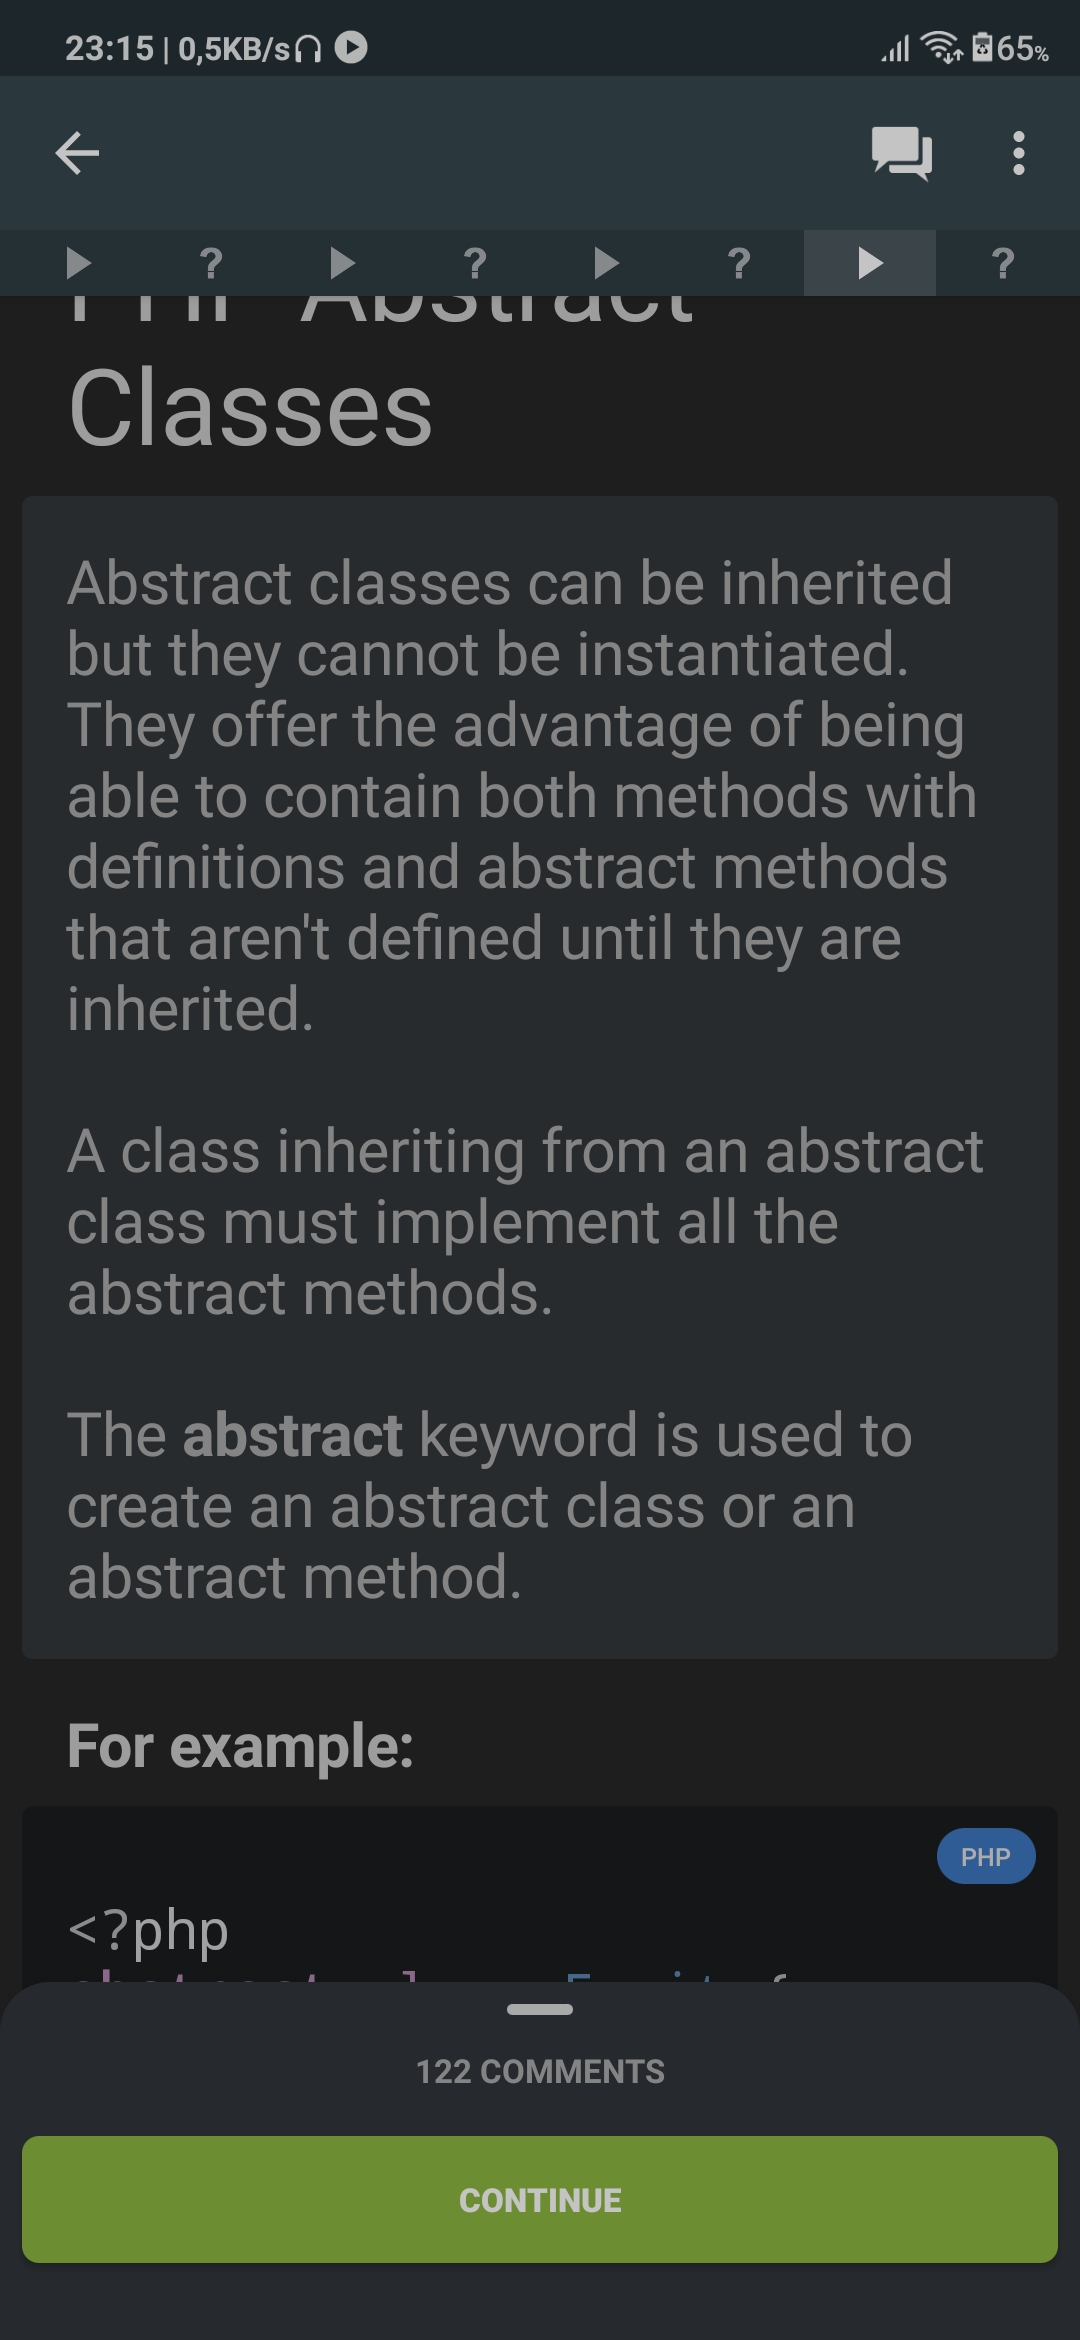 23:15 | 0,5KB/s
65%
? ? ? ?
Abstract
Classes
Abstract classes can be inherited
but they cannot be instantiated.
They offer the advantage of being
able to contain both methods with
definitions and abstract methods
that aren't defined until they are
inherited.
A class inheriting from an abstract
class must implement all the
abstract methods.
The abstract keyword is used to
create an abstract class or an
abstract method.
For example:
PHP
<?php
122 COMMENTS
CONTINUE